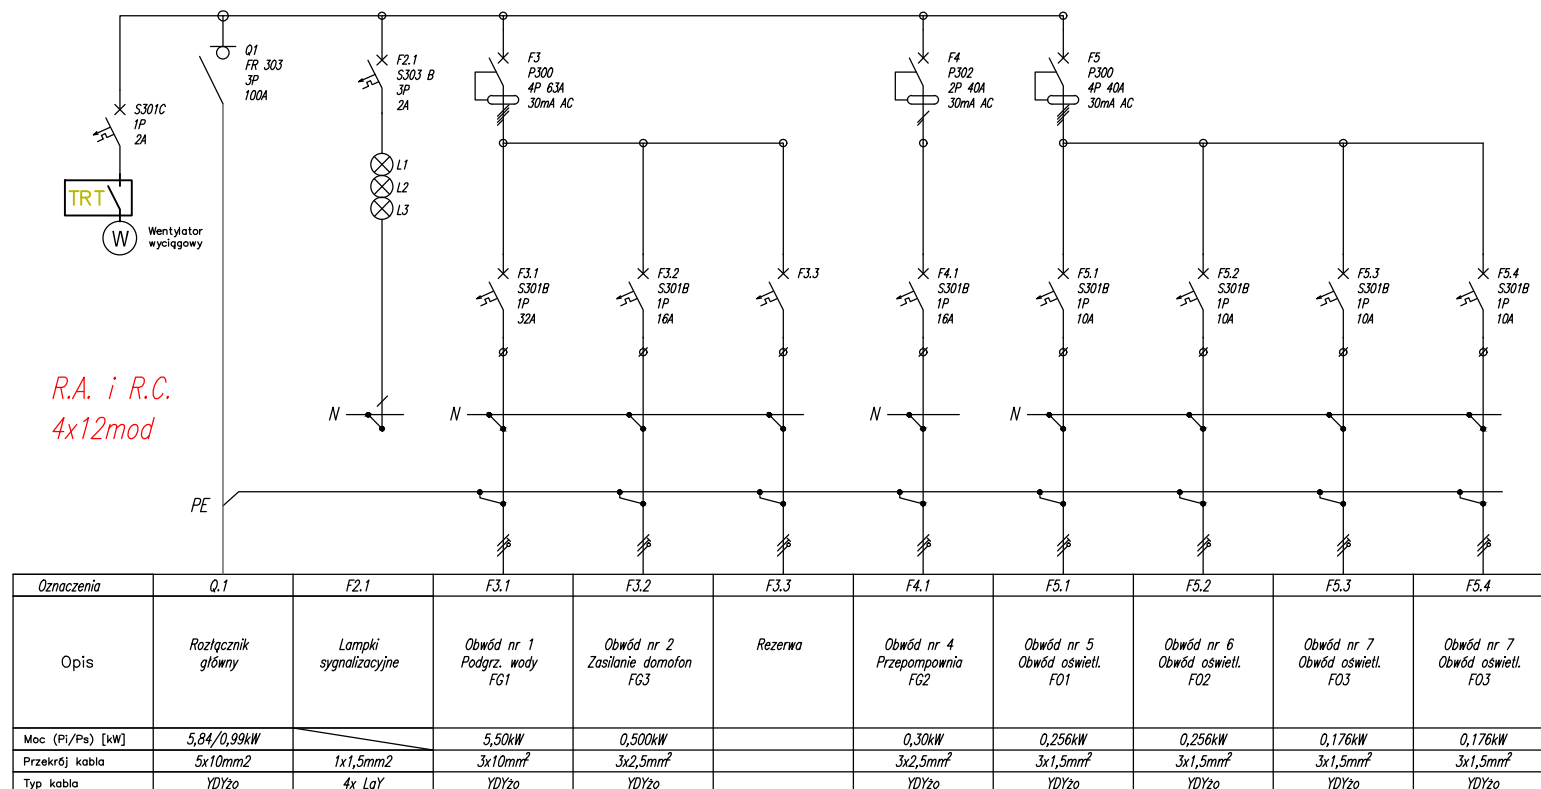 Q1
FR 303
3P
100A
F2.1
S303 B
3P
2A
F3
P300
4P 63A
30mA AC
F4
P302
2P 40A
30mA AC
F5
P300
4P 40A
30mA AC
S301C
1P
2A
L1
L2
L3
TRT
W
Wentylator
wyciągowy
F3.1
S301B
1P
32A
F3.2
S301B
1P
16A
F3.3
F4.1
S301B
1P
16A
F5.1
S301B
1P
10A
F5.2
S301B
1P
10A
F5.3
S301B
1P
10A
F5.4
S301B
1P
10A
R.A. i R.C.
4x12mod
N
N
N
N
PE
Oznaczenia Q.1 F2.1 F3.1 F3.2 F3.3 F4.1 F5.1 F5.2 F5.3 F5.4
Opis
Rozłącznik
główny
Lampki
sygnalizacyjne
Obwód nr 1
Podgrz. wody
FG1
Obwód nr 2
Zasilanie domofon
FG3
Rezerwa
Obwód nr 4
Przepompownia
FG2
Obwód nr 5
Obwód oświetl.
FO1
Obwód nr 6
Obwód oświetl.
FO2
Obwód nr 7
Obwód oświetl.
FO3
Obwód nr 7
Obwód oświetl.
FO3
Moc (Pi/Ps) [kW] 5,84/0,99kW 5,50kW 0,500kW 0,30kW 0,256kW 0,256kW 0,176kW 0,176kW
Przekrój kabla 5x10mm2 1x1,5mm2 3x10mm² 3x2,5mm² 3x2,5mm² 3x1,5mm² 3x1,5mm² 3x1,5mm² 3x1,5mm²
Typ kabla YDYżo 4x LgY YDYżo YDYżo YDYżo YDYżo YDYżo YDYżo YDYżo